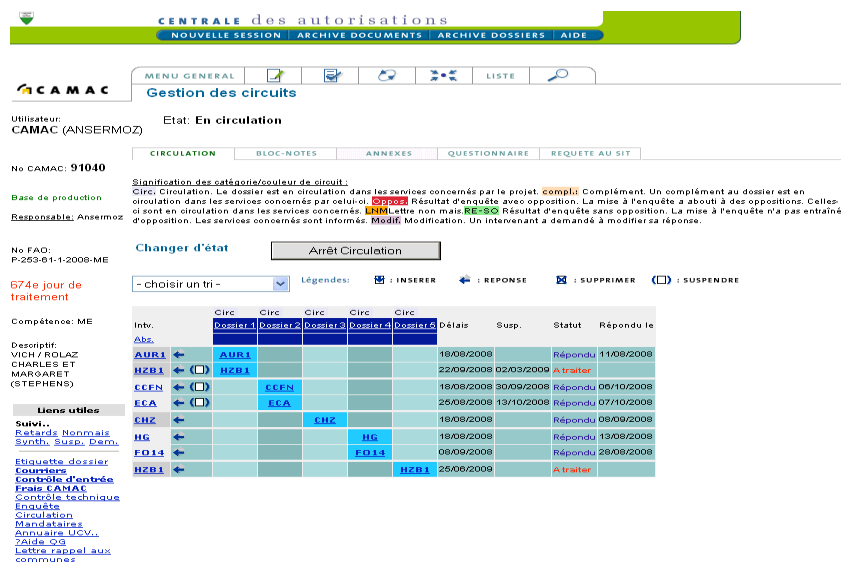 CENTRALE des autorisations
NOUVELLE SESSION ARCHIVE DOCUMENTS ARCHIVE DOSSIERS AIDE
CAMAC
MENU GENERAL LISTE
Gestion des circuits
Utilisateur:
CAMAC (ANSERMOZ)
Etat: En circulation
CIRCULATION BLOC-NOTES ANNEXES QUESTIONNAIRE REQUETE AU SIT
No CAMAC: 91040
Base de production
Responsable: Ansermoz
Signification des catégorie/couleur de circuit :
Circ. Circulation. Le dossier est en circulation dans les services concernés par le projet. compl.: Complément. Un complément au dossier est en
circulation dans les services concernés par celui-ci. Oppos. Résultat d'enquête avec opposition. La mise à l'enquête a abouti à des oppositions. Celles-
ci sont en circulation dans les services concernés. LNM Lettre non mais. RE-SO Résultat d'enquête sans opposition. La mise à l'enquête n'a pas entraîné
d'opposition. Les services concernés sont informés. Modif. Modification. Un intervenant a demandé à modifier sa réponse.
No FAO:
P-253-61-1-2008-ME
Changer d'état Arrêt Circulation
674e jour de
traitement
- choisir un tri - Légendes: : INSERER : REPONSE : SUPPRIMER : SUSPENDRE
Compétence: ME
Descriptif:
VICH / ROLAZ
CHARLES ET
MARGARET
(STEPHENS)
Circ Circ Circ Circ Circ
Intv. Dossier 1 Dossier 2 Dossier 3 Dossier 4 Dossier 5 Délais Susp. Statut Répondu le
Abs.
AUR1 AUR1 18/08/2008 Répondu 11/08/2008
HZB1 HZB1 22/09/2008 02/03/2009 A traiter
CCFN CCFN 18/08/2008 30/09/2008 Répondu 06/10/2008
ECA ECA 25/08/2008 13/10/2008 Répondu 07/10/2008
CHZ CHZ 18/08/2008 Répondu 08/09/2008
HG HG 18/08/2008 Répondu 13/08/2008
FO14 FO14 08/09/2008 Répondu 28/08/2008
HZB1 HZB1 25/06/2009 A traiter
Liens utiles
Suivi..
Retards Nonmais
Synth. Susp. Dem.
Etiquette dossier
Courriers
Contrôle d'entrée
Frais CAMAC
Contrôle technique
Enquête
Circulation
Mandataires
Annuaire UCV..
?Aide QG
Lettre rappel aux
communes